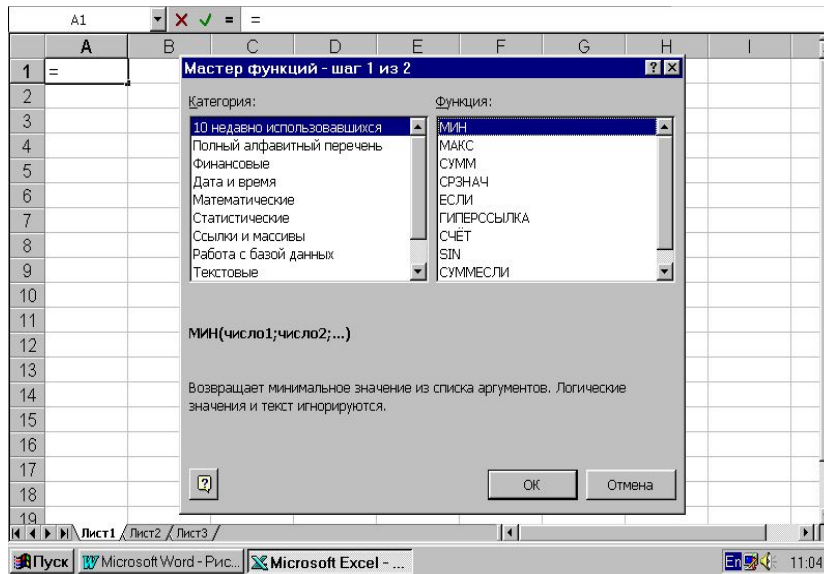 A1 = =
A B C D E F G H I
1 =
2
3
4
5
6
7
8
9
10
11
12
13
14
15
16
17
18
19
Мастер функций - шаг 1 из 2
Категория:
10 недавно использовавшихся
Полный алфавитный перечень
Финансовые
Дата и время
Математические
Статистические
Ссылки и массивы
Работа с базой данных
Текстовые
Функция:
МИН
МАКС
СУММ
СРЗНАЧ
ЕСЛИ
ГИПЕРССЫЛКА
СЧЁТ
SIN
СУММЕСЛИ
МИН(число1;число2;...)
Возвращает минимальное значение из списка аргументов. Логические
значения и текст игнорируются.
ОК Отмена
Лист1 Лист2 Лист3
Пуск Microsoft Word - Рис... Microsoft Excel - ... En 11:04